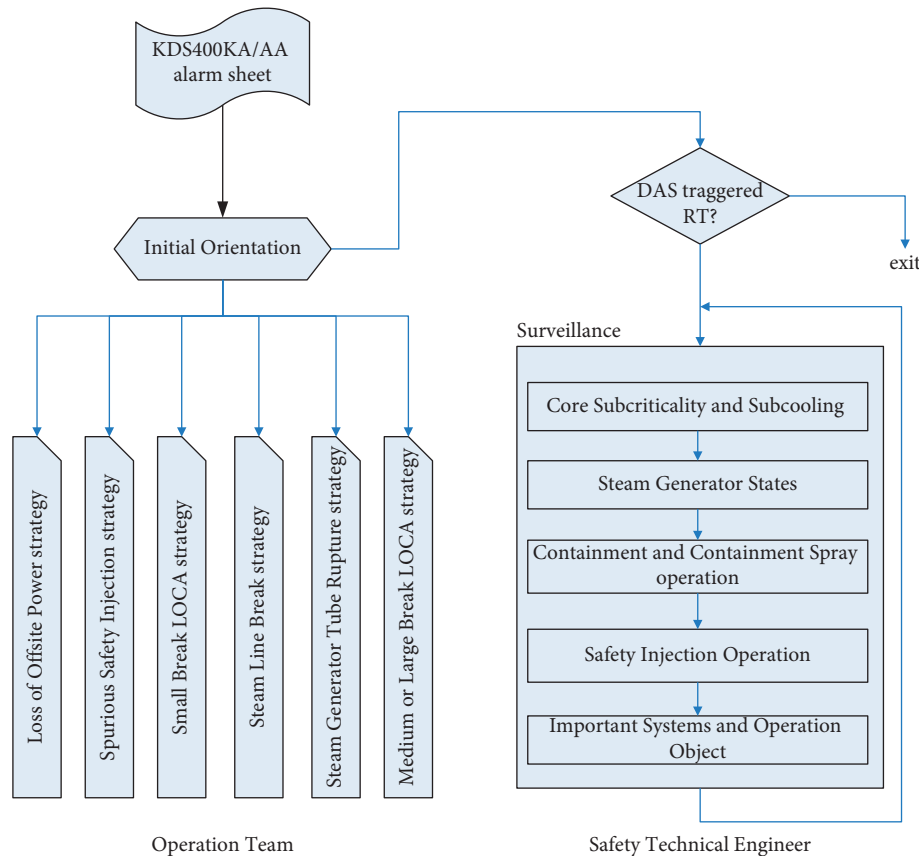 KDS400KA/AA
alarm sheet
Initial Orientation
DAS traggered
RT?
exit
Loss of Offsite Power strategy
Spurious Safety Injection strategy
Small Break LOCA strategy
Steam Line Break strategy
Steam Generator Tube Rupture strategy
Medium or Large Break LOCA strategy
Operation Team
Surveillance
Core Subcriticality and Subcooling
Steam Generator States
Containment and Containment Spray
operation
Safety Injection Operation
Important Systems and Operation
Object
Safety Technical Engineer